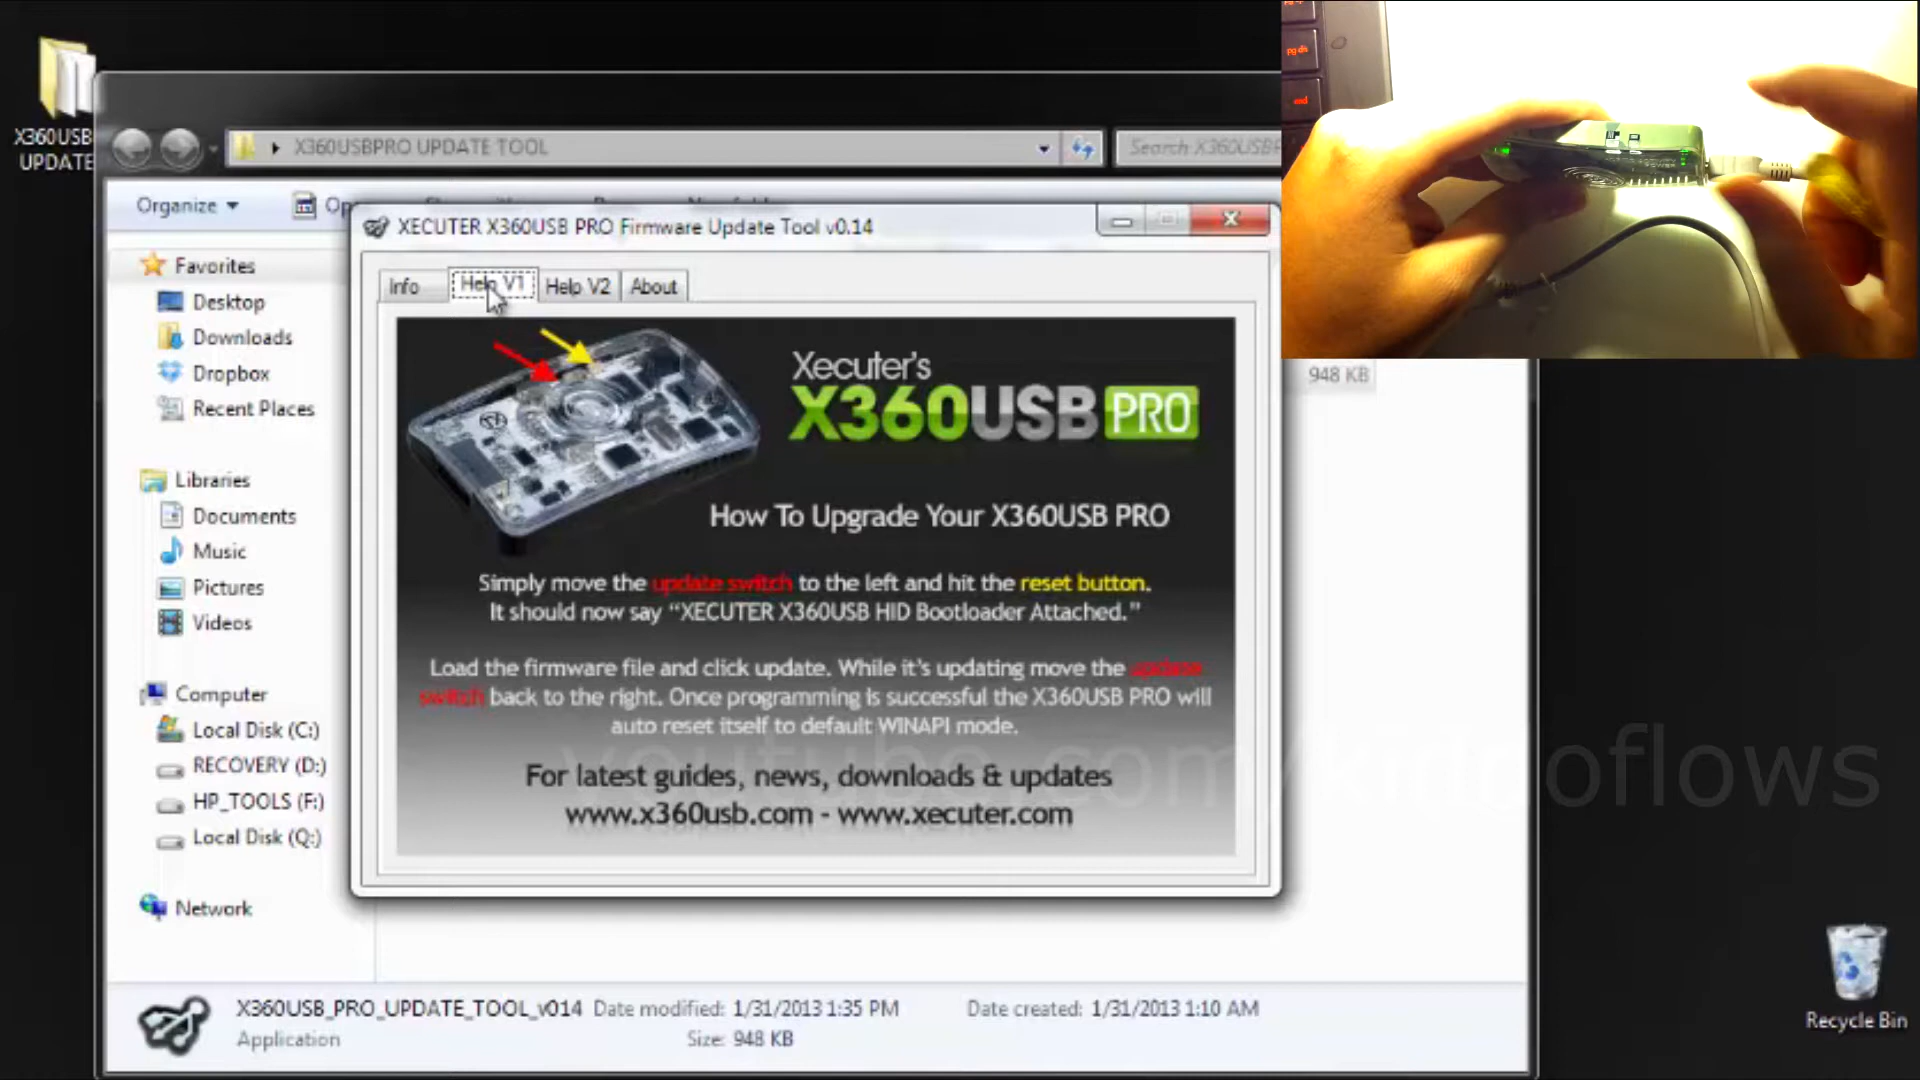 X360USB
UPDATE
X360USBPRO UPDATE TOOL
Organize
XECUTER X360USB PRO Firmware Update Tool v0.14
Info
Help V1
Help V2
About
Favorites
Desktop
Downloads
Dropbox
Recent Places
Libraries
Documents
Music
Pictures
Videos
Computer
Local Disk (C:)
RECOVERY (D:)
HP_TOOLS (F:)
Local Disk (Q:)
Network
Xecuter's
X360USB PRO
How To Upgrade Your X360USB PRO
Simply move the update switch to the left and hit the reset button.
It should now say “XECUTER X360USB HID Bootloader Attached.”
Load the firmware file and click update. While it's updating move the update
switch back to the right. Once programming is successful the X360USB PRO will
auto reset itself to default WINAPI mode.
For latest guides, news, downloads & updates
www.x360usb.com - www.xecuter.com
948 KB
X360USB_PRO_UPDATE_TOOL_v014 Date modified: 1/31/2013 1:35 PM Date created: 1/31/2013 1:10 AM
Application Size: 948 KB
Recycle Bin